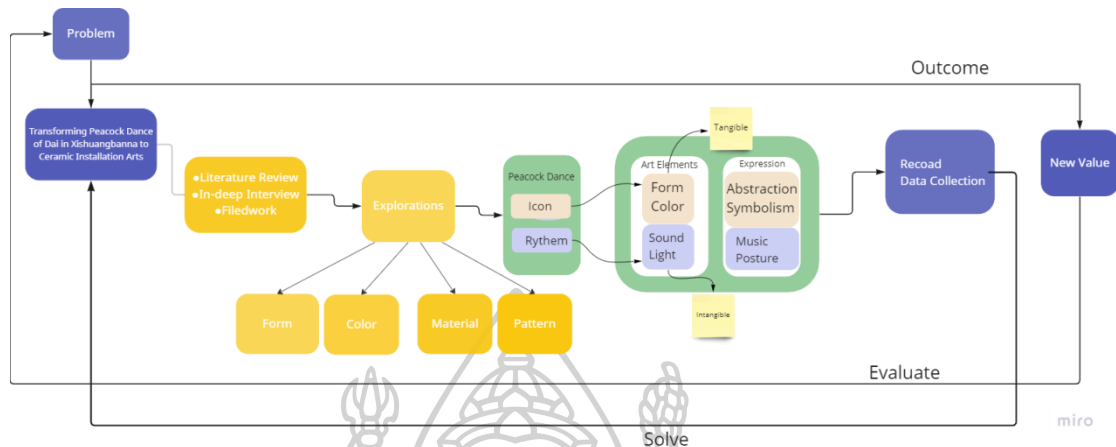 Problem
Outcome
Transforming Peacock Dance
of Dai in Xishuangbanna to
Ceramic Installation Arts
●Literature Review
●In-deep Interview
●Filedwork
Explorations
Form
Color
Material
Pattern
Peacock Dance
Icon
Rythem
Tangible
Art Elements
Form
Color
Sound
Light
Expression
Abstraction
Symbolism
Music
Posture
Intangible
Recoad
Data Collection
New Value
Evaluate
Solve
miro